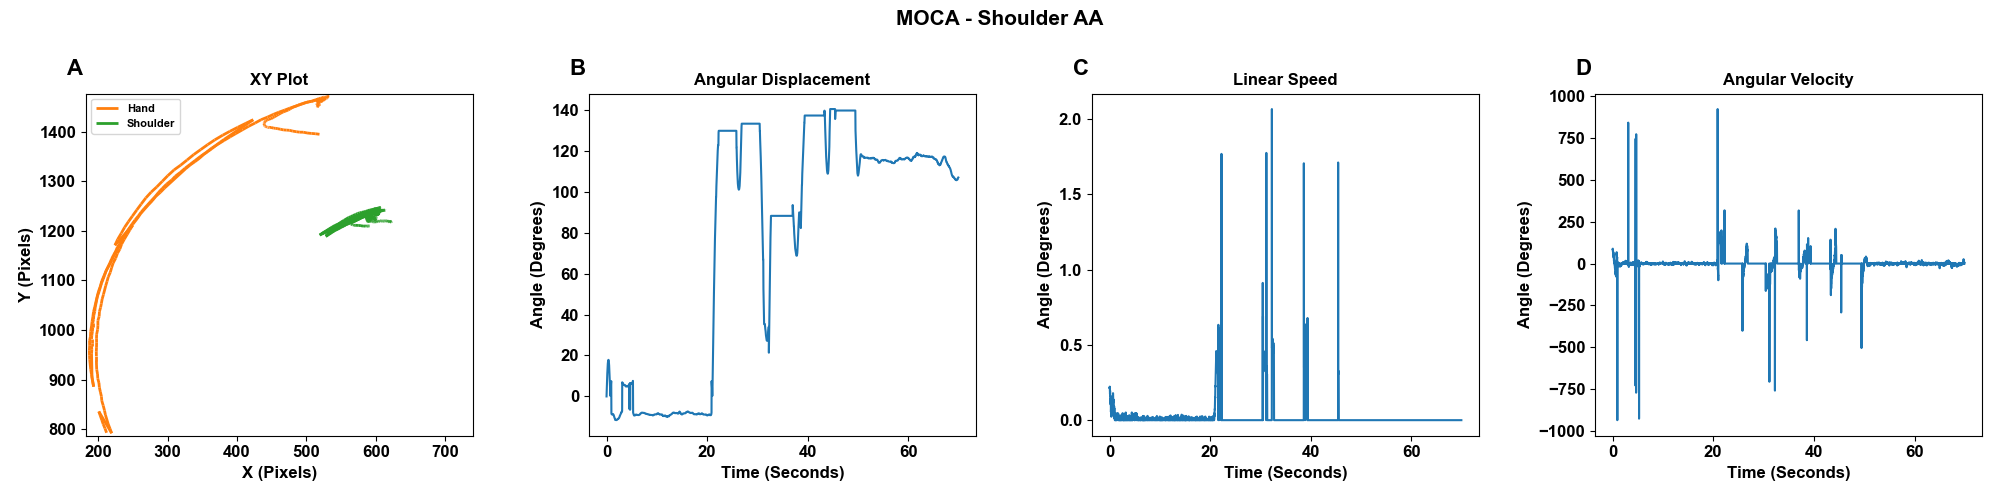 MOCA - Shoulder AA
A
XY Plot
Hand
Shoulder
1400
1300
1200
1100
1000
900
800
Y (Pixels)
200 300 400 500 600 700
X (Pixels)
B
Angular Displacement
140
120
100
80
60
40
20
0
Angle (Degrees)
0 20 40 60
Time (Seconds)
C
Linear Speed
2.0
1.5
1.0
0.5
0.0
Angle (Degrees)
0 20 40 60
Time (Seconds)
D
Angular Velocity
1000
750
500
250
0
−250
−500
−750
−1000
Angle (Degrees)
0 20 40 60
Time (Seconds)